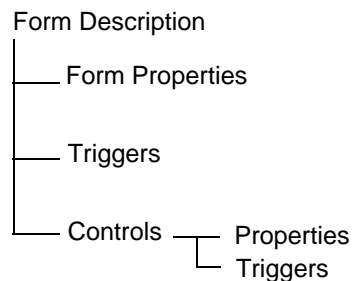 Form Description
Form Properties
Triggers
Controls Properties
Triggers